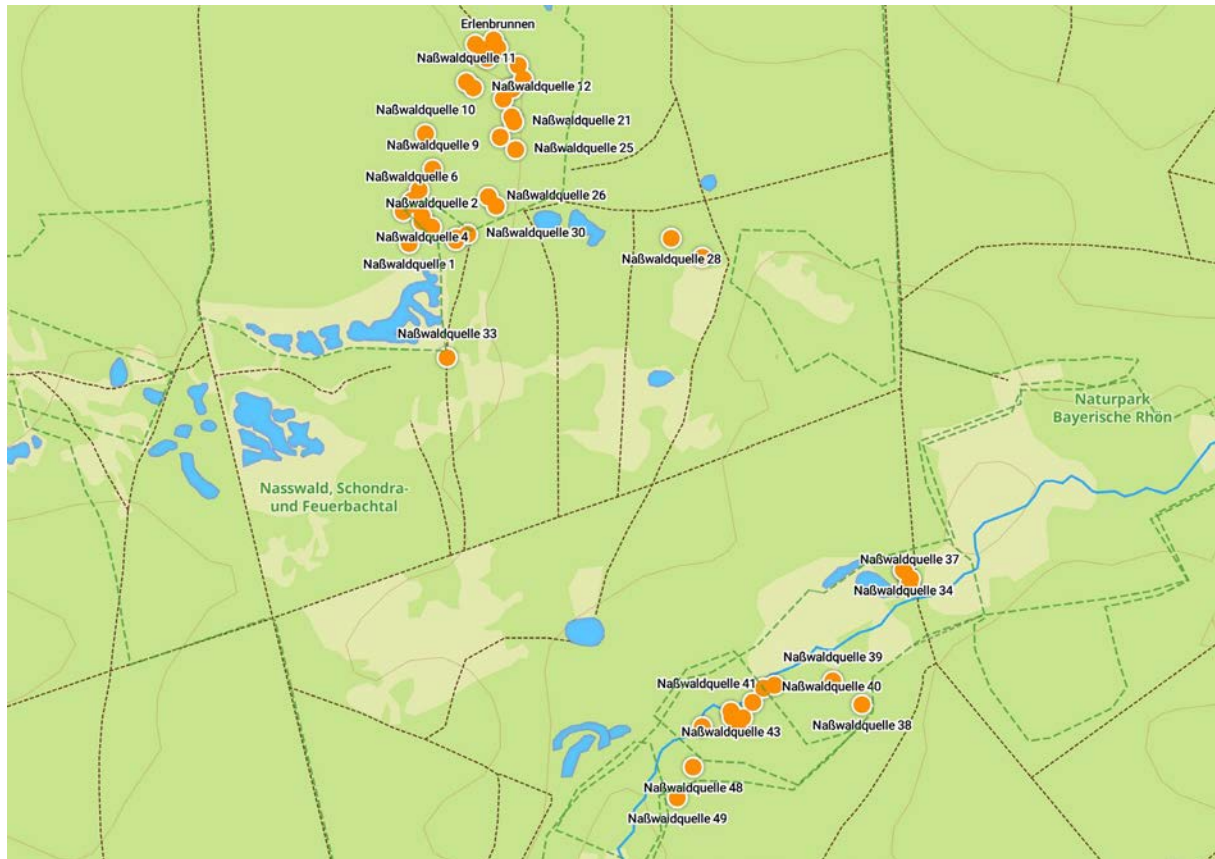 Erlenbrunnen
Naßwaldquelle 11
Naßwaldquelle 12
Naßwaldquelle 10
Naßwaldquelle 21
Naßwaldquelle 9
Naßwaldquelle 25
Naßwaldquelle 6
Naßwaldquelle 26
Naßwaldquelle 2
Naßwaldquelle 4
Naßwaldquelle 30
Naßwaldquelle 28
Naßwaldquelle 1
Naßwaldquelle 33
Naturpark
Bayerische Rhön
Nasswald, Schondra-
und Feuerbachtal
Naßwaldquelle 37
Naßwaldquelle 34
Naßwaldquelle 39
Naßwaldquelle 41
Naßwaldquelle 40
Naßwaldquelle 38
Naßwaldquelle 43
Naßwaldquelle 48
Naßwaldquelle 49